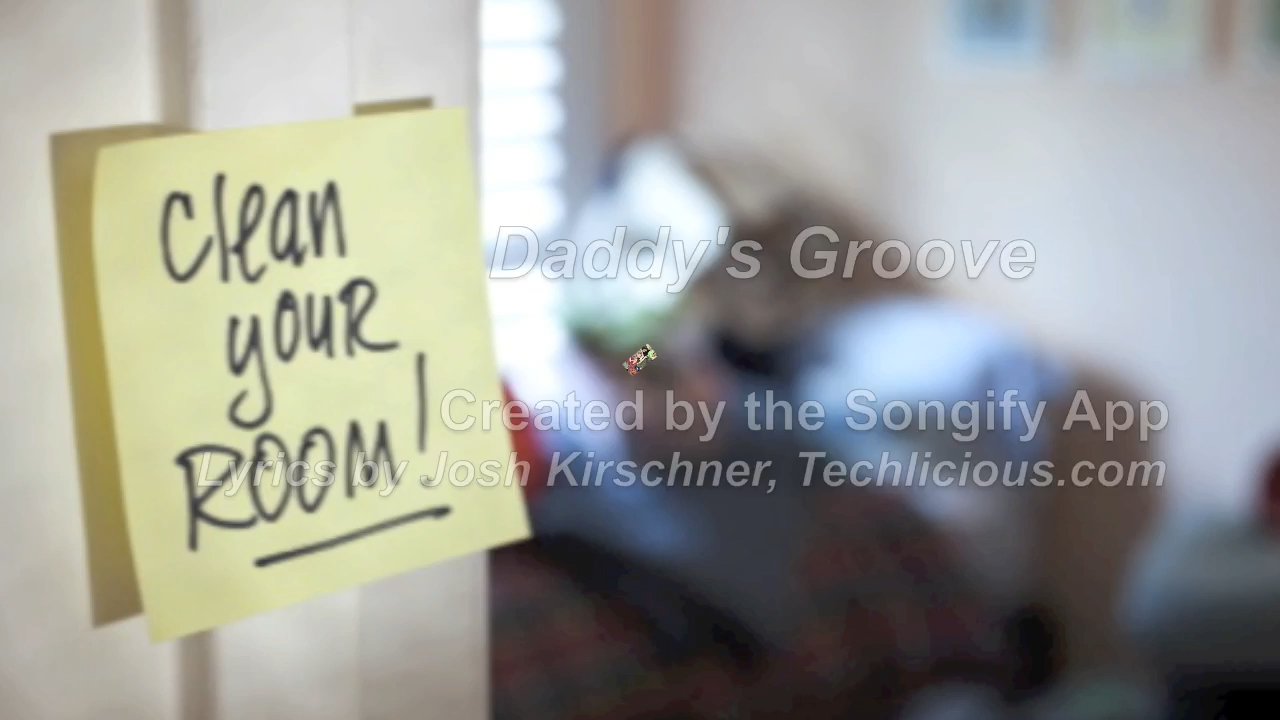 Clean
your
ROOM!
Daddy's Groove
Created by the Songify App
Lyrics by Josh Kirschner, Techlicious.com